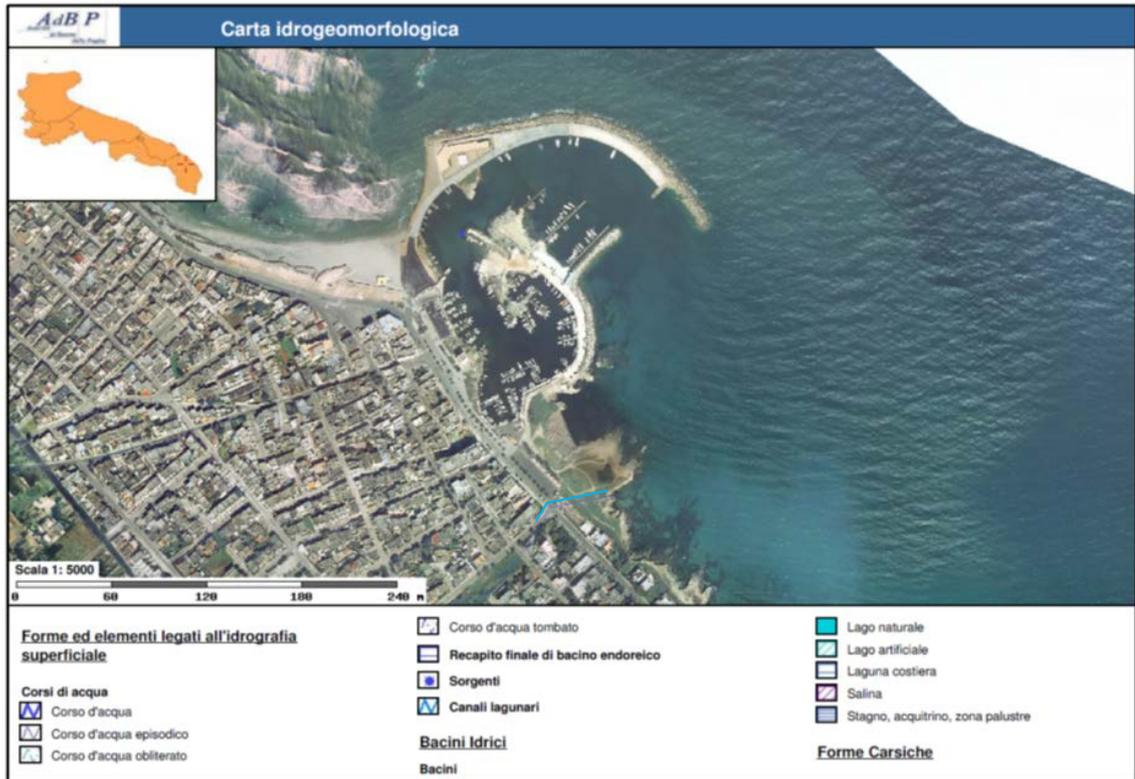 AdB P
Carta idrogeomorfologica
Scala 1: 5000
0 60 120 180 240 m
Forme ed elementi legati all'idrografia
superficiale
Corsi di acqua
Corso d'acqua
Corso d'acqua episodico
Corso d'acqua obliterato
Corso d'acqua tombato
Recapito finale di bacino endoreico
Sorgenti
Canali lagunari
Bacini Idrici
Bacini
Lago naturale
Lago artificiale
Laguna costiera
Salina
Stagno, acquitrino, zona palustre
Forme Carsiche